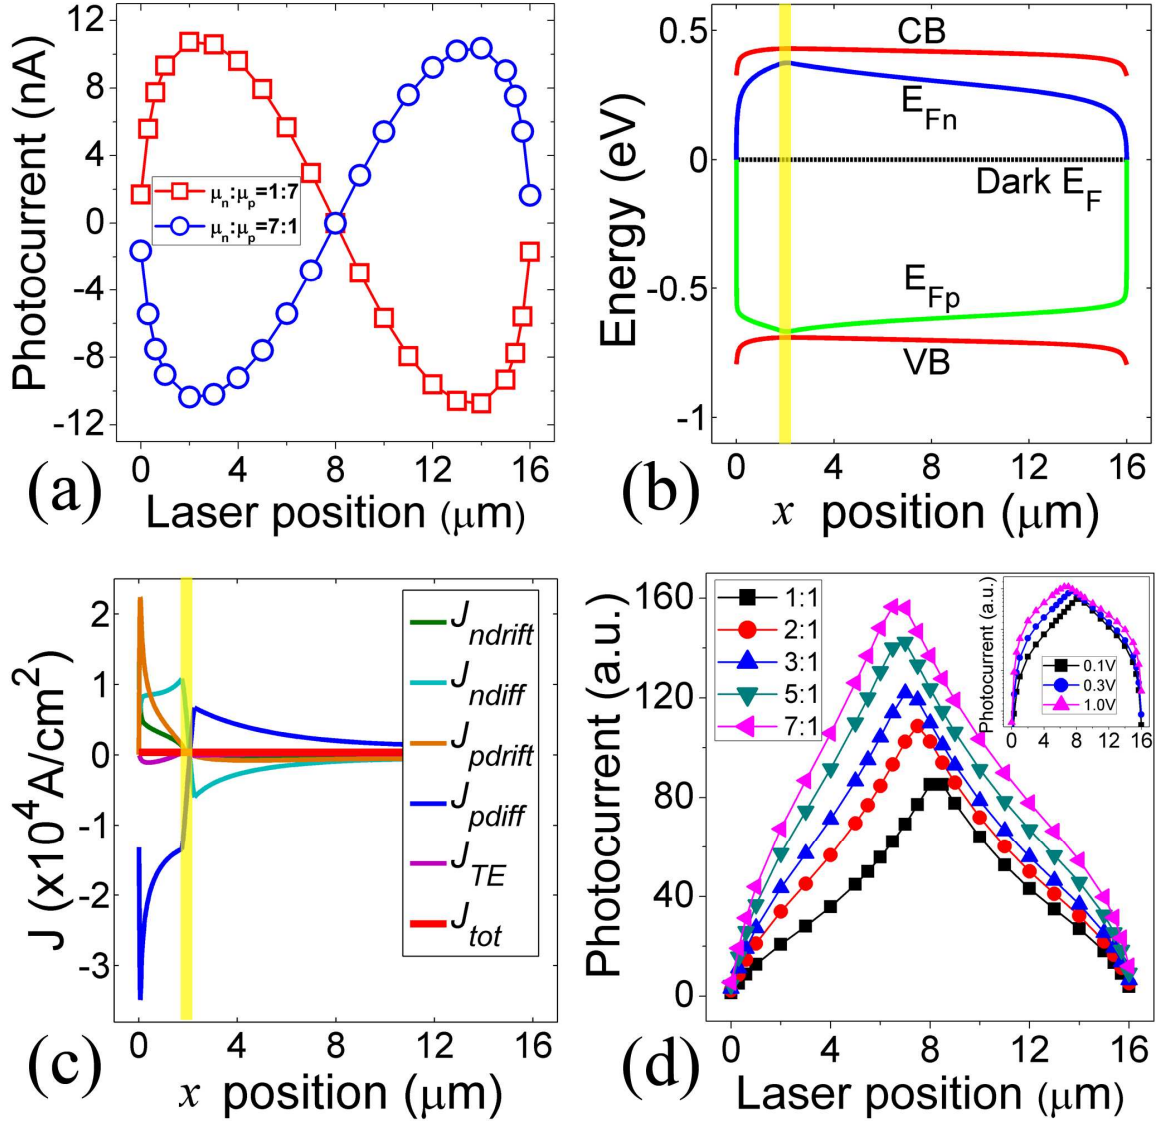 12
8
4
0
-4
-8
-12
Photocurrent (nA)
μn:μp=1:7
μn:μp=7:1
0 4 8 12 16
Laser position (μm)
(a)
0.5
0
-0.5
-1
Energy (eV)
CB
EFn
Dark EF
EFp
VB
0 4 8 12 16
x position (μm)
(b)
2
1
0
-1
-2
-3
J (x10⁴A/cm²)
Jndrift
Jndiff
Jpdrift
Jpdiff
JTE
Jtot
0 4 8 12 16
x position (μm)
(c)
160
120
80
40
0
Photocurrent (a.u.)
1:1
2:1
3:1
5:1
7:1
Photocurrent (a.u.)
0.1V
0.3V
1.0V
0 4 8 12 16
0 4 8 12 16
Laser position (μm)
(d)